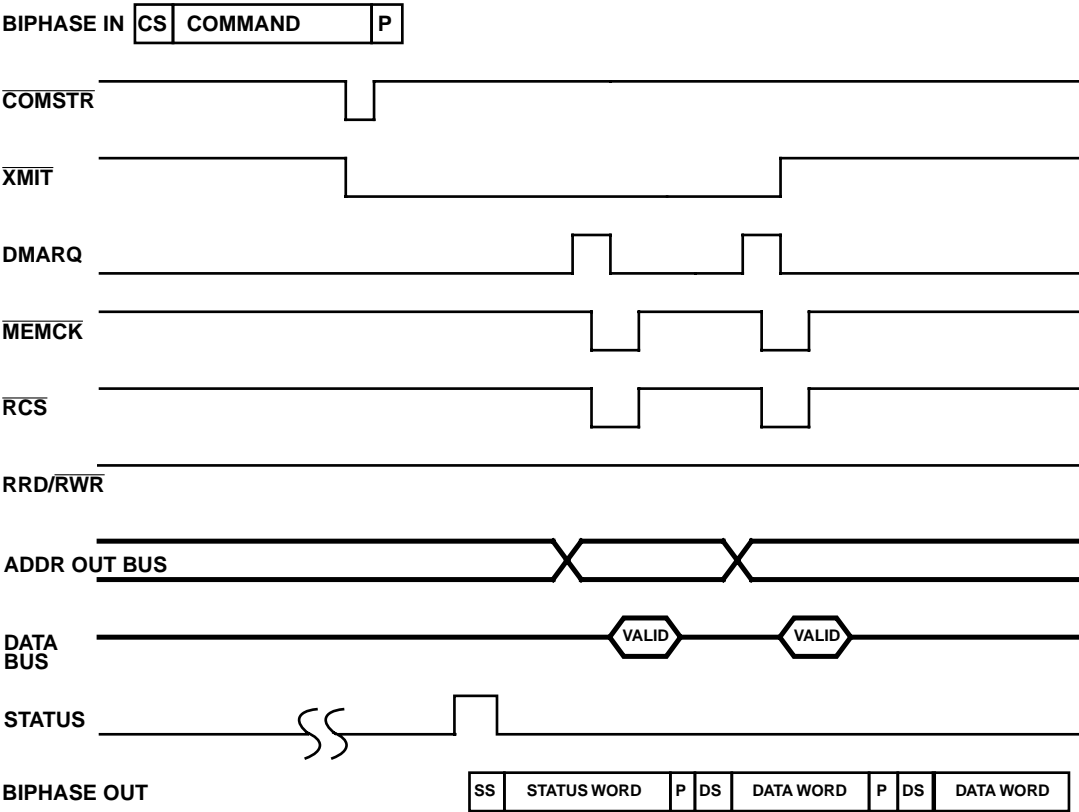 BIPHASE IN CS COMMAND P
COMSTR
XMIT
DMARQ
MEMCK
RCS
RRD/RWR
ADDR OUT BUS
DATA BUS VALID VALID
STATUS
BIPHASE OUT SS STATUS WORD P DS DATA WORD P DS DATA WORD